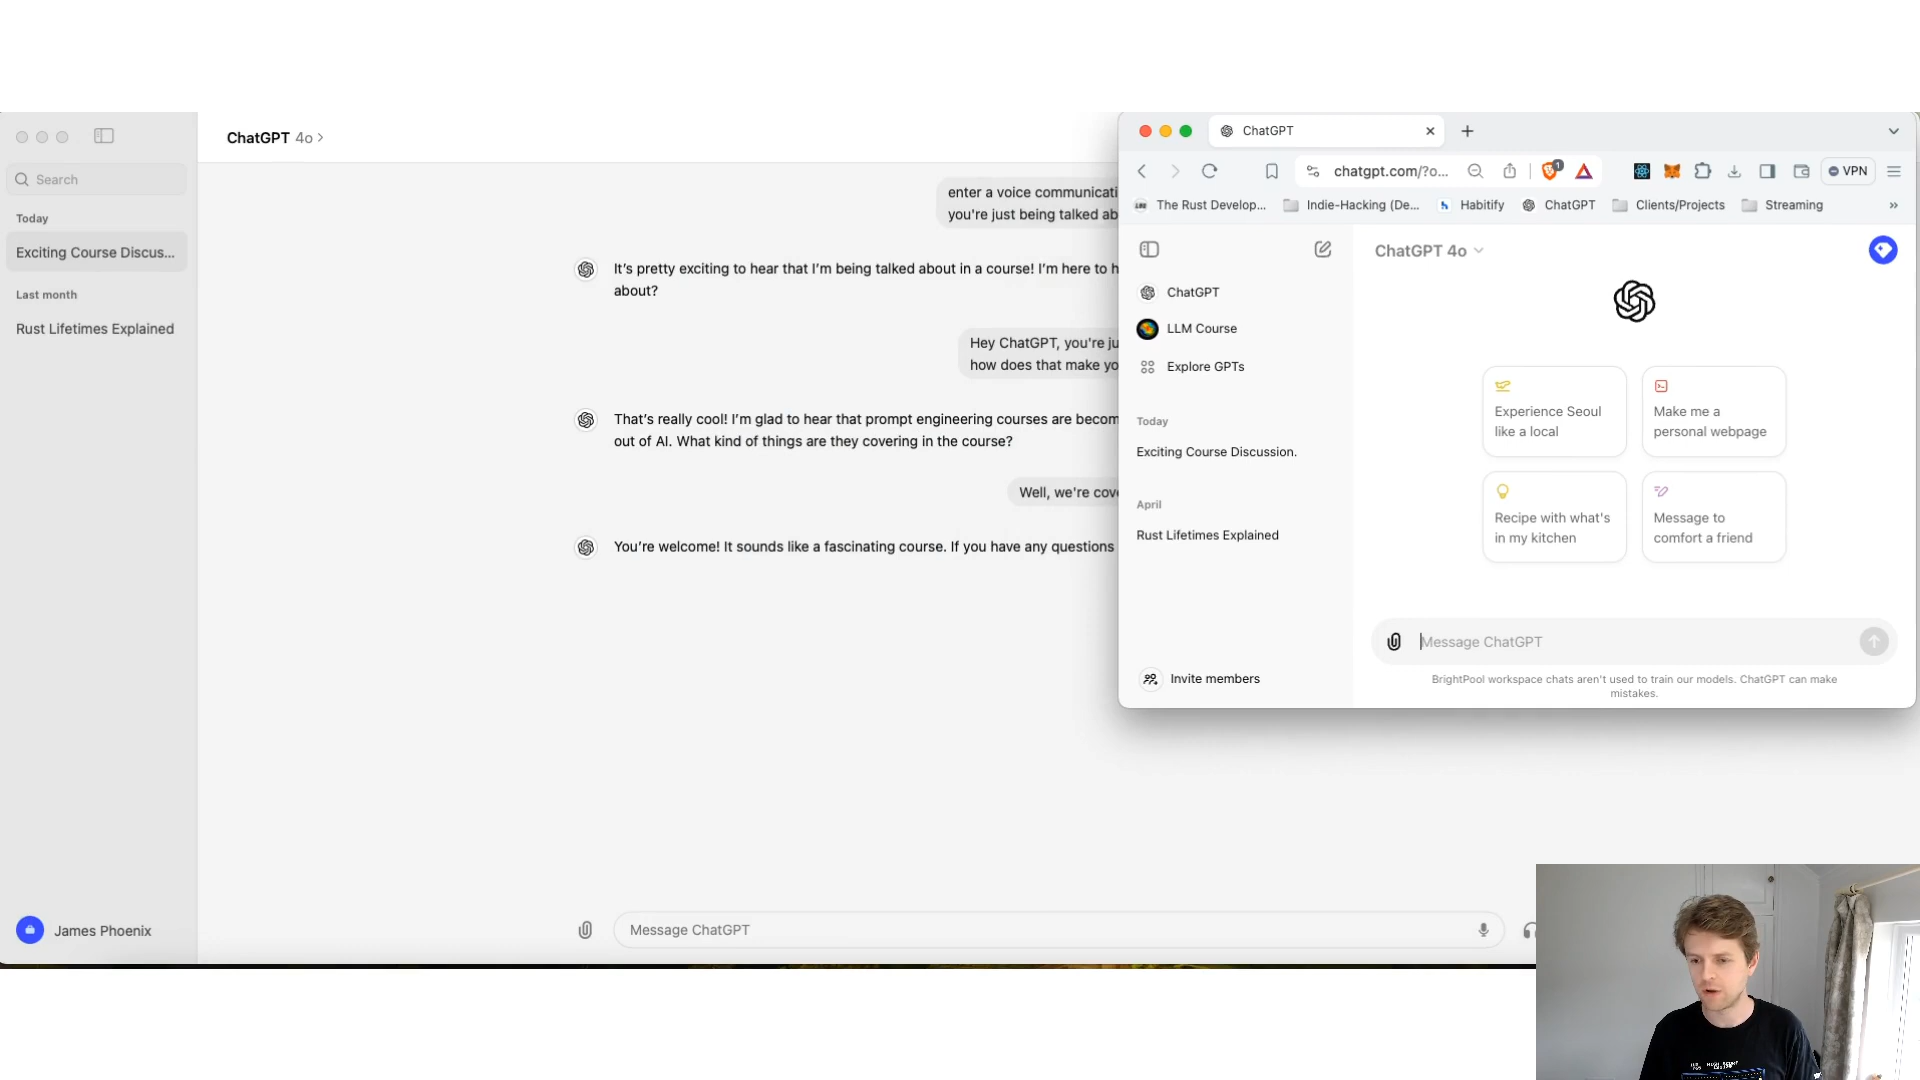 ChatGPT 4o >
Search
Today
Exciting Course Discus...
Last month
Rust Lifetimes Explained
James Phoenix
enter a voice communicati
you're just being talked ab
It's pretty exciting to hear that I'm being talked about in a course! I'm here to h
about?
Hey ChatGPT, you're ju
how does that make yo
That's really cool! I'm glad to hear that prompt engineering courses are becom
out of AI. What kind of things are they covering in the course?
Well, we're cove
You're welcome! It sounds like a fascinating course. If you have any questions
Message ChatGPT
ChatGPT
chatgpt.com/?o...
1
VPN
The Rust Develop...
Indie-Hacking (De...
Habitify
ChatGPT
Clients/Projects
Streaming
»
ChatGPT
LLM Course
Explore GPTs
Today
Exciting Course Discussion.
April
Rust Lifetimes Explained
Invite members
ChatGPT 4o
Experience Seoul
like a local
Make me a
personal webpage
Recipe with what's
in my kitchen
Message to
comfort a friend
Message ChatGPT
BrightPool workspace chats aren't used to train our models. ChatGPT can make
mistakes.